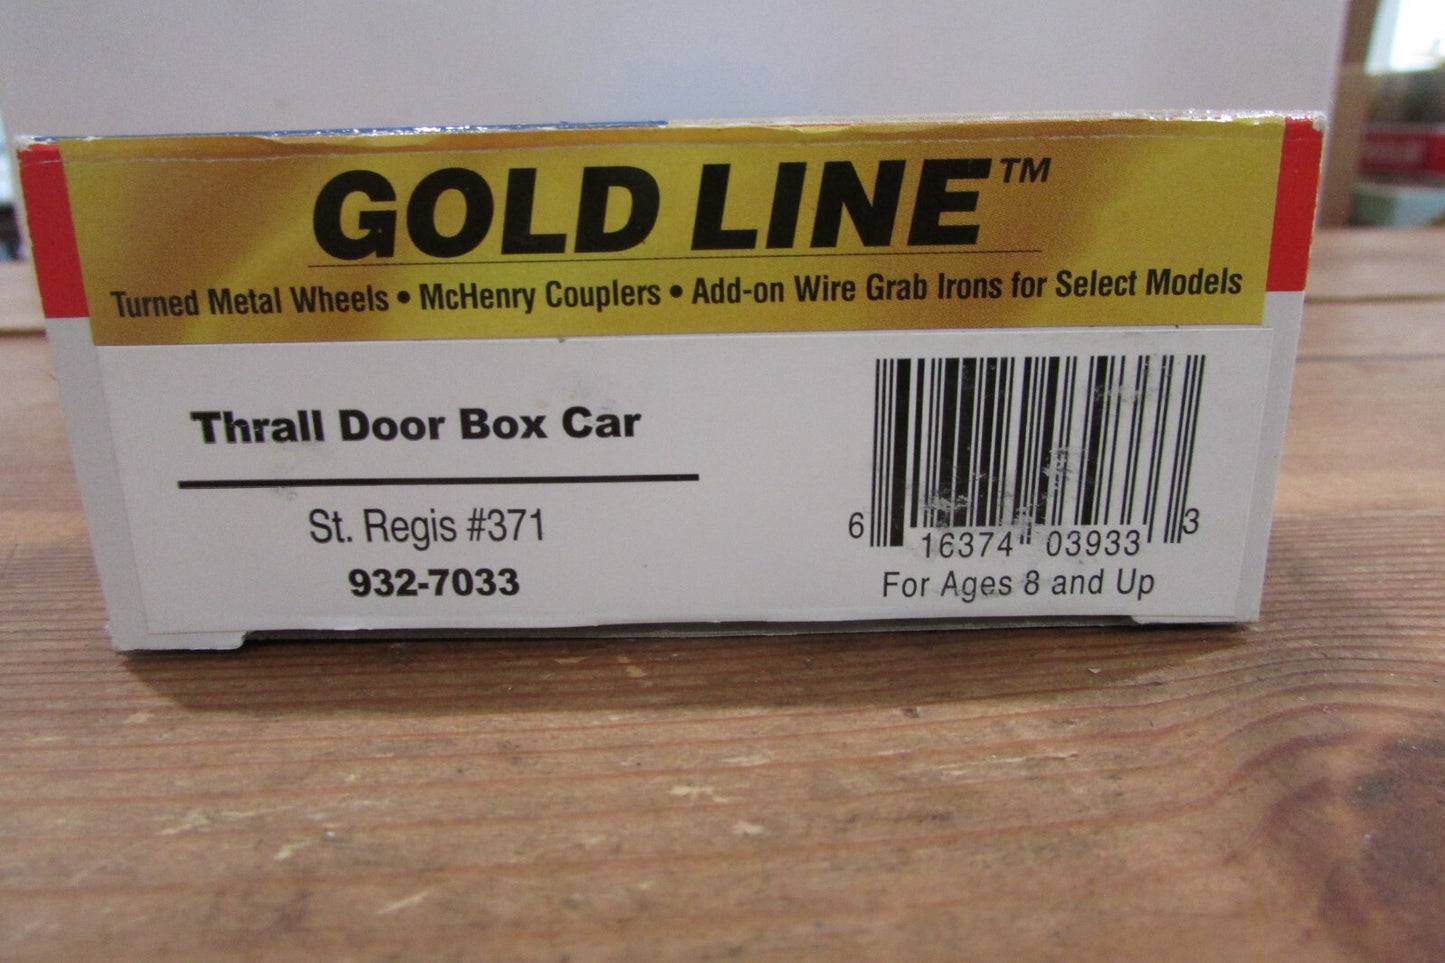 GOLD LINE™
Turned Metal Wheels • McHenry Couplers • Add-on Wire Grab Irons for Select Models
Thrall Door Box Car
St. Regis #371
932-7033
6 16374 03933 3
For Ages 8 and Up